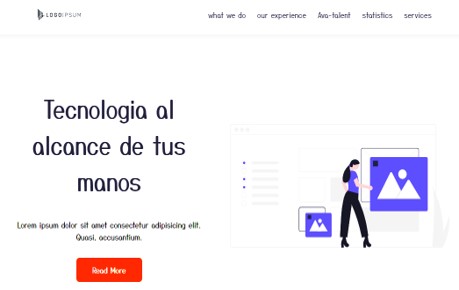 LOGOIPSUM
what we do
our experience
Ava-talent
statistics
services
Tecnologia al
alcance de tus
manos
Lorem ipsum dolor sit amet consectetur adipisicing elit.
Quasi, accusantium.
Read More